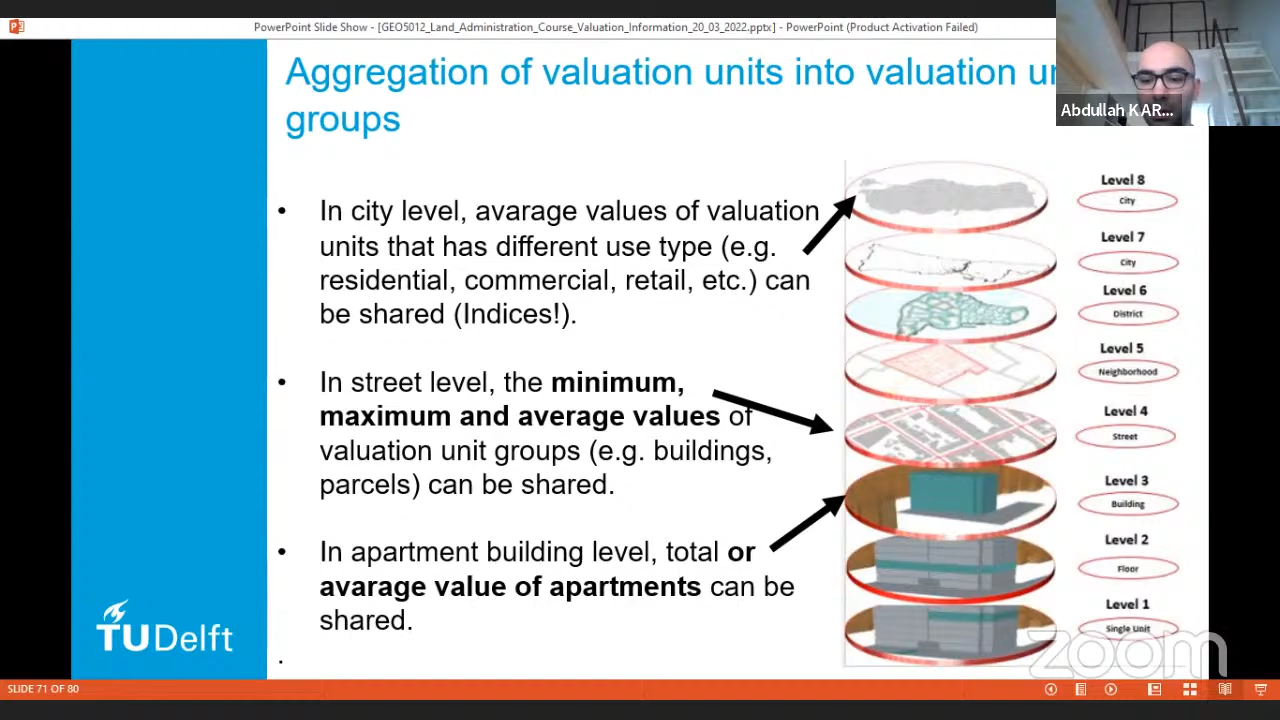 PowerPoint Slide Show - [GEO5012_Land_Administration_Course_Valuation_Information_20_03_2022.pptx] - PowerPoint (Product Activation Failed)
Aggregation of valuation units into valuation
groups
Abdullah KAR...
• In city level, avarage values of valuation
units that has different use type (e.g.
residential, commercial, retail, etc.) can
be shared (Indices!).
• In street level, the minimum,
maximum and average values of
valuation unit groups (e.g. buildings,
parcels) can be shared.
• In apartment building level, total or
avarage value of apartments can be
shared.
.
Level 8
City
Level 7
City
Level 6
District
Level 5
Neighborhood
Level 4
Street
Level 3
Building
Level 2
Floor
Level 1
Single Unit
TUDelft
zoom
SLIDE 71 OF 80